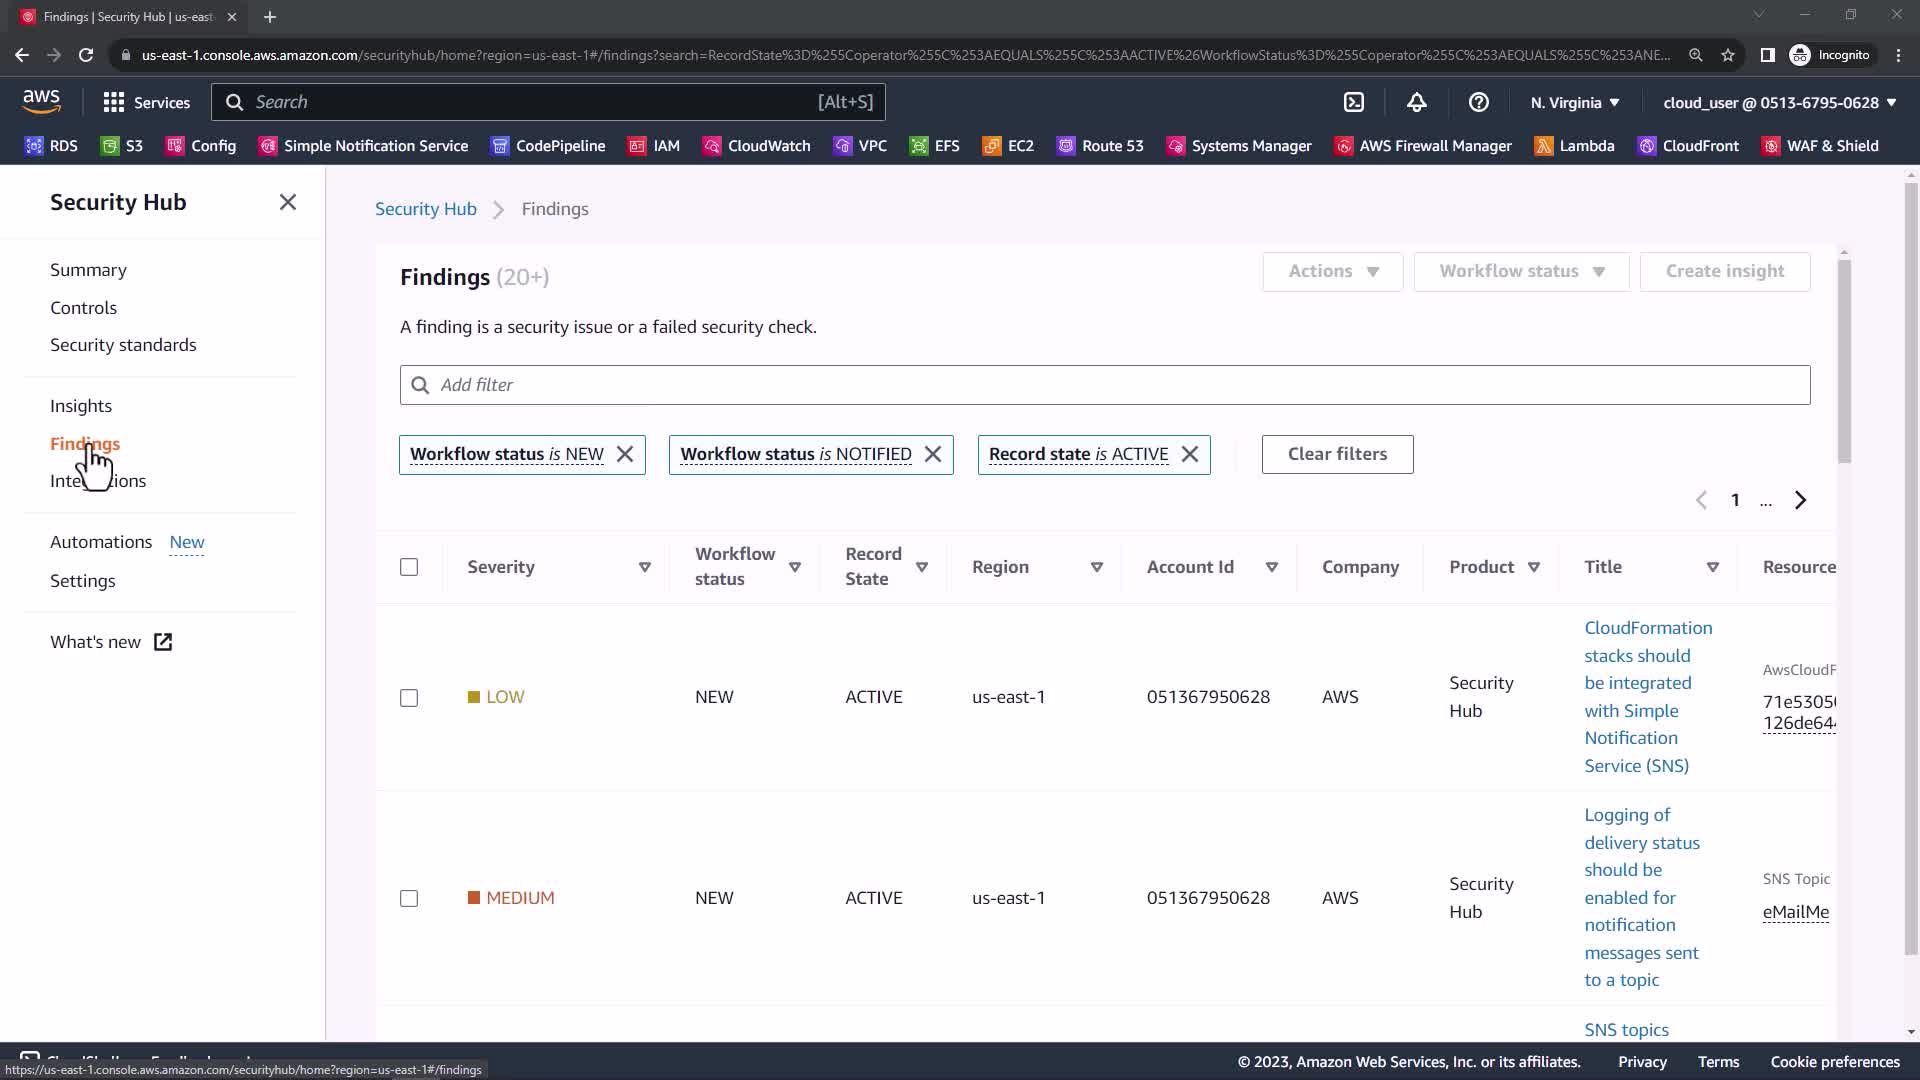 Findings | Security Hub | us-east
us-east-1.console.aws.amazon.com/securityhub/home?region=us-east-1#/findings?search=RecordState%3D%255Coperator%255C%253AEQUALS%255C%253AACTIVE%26WorkflowStatus%3D%255Coperator%255C%253AEQUALS%255C%253ANE...
Incognito
aws
Services
Search
[Alt+S]
N. Virginia
cloud_user @ 0513-6795-0628
RDS
S3
Config
Simple Notification Service
CodePipeline
IAM
CloudWatch
VPC
EFS
EC2
Route 53
Systems Manager
AWS Firewall Manager
Lambda
CloudFront
WAF & Shield
Security Hub
Summary
Controls
Security standards
Insights
Findings
Integrations
Automations New
Settings
What's new
Security Hub > Findings
Findings (20+)
Actions
Workflow status
Create insight
A finding is a security issue or a failed security check.
Add filter
Workflow status is NEW
Workflow status is NOTIFIED
Record state is ACTIVE
Clear filters
1 ...
Severity
Workflow
status
Record
State
Region
Account Id
Company
Product
Title
Resource
LOW
NEW
ACTIVE
us-east-1
051367950628
AWS
Security
Hub
CloudFormation
stacks should
be integrated
with Simple
Notification
Service (SNS)
AwsCloudF
71e5305
126de64
MEDIUM
NEW
ACTIVE
us-east-1
051367950628
AWS
Security
Hub
Logging of
delivery status
should be
enabled for
notification
messages sent
to a topic
SNS Topic
eMailMe
SNS topics
https://us-east-1.console.aws.amazon.com/securityhub/home?region=us-east-1#/findings
© 2023, Amazon Web Services, Inc. or its affiliates.
Privacy
Terms
Cookie preferences